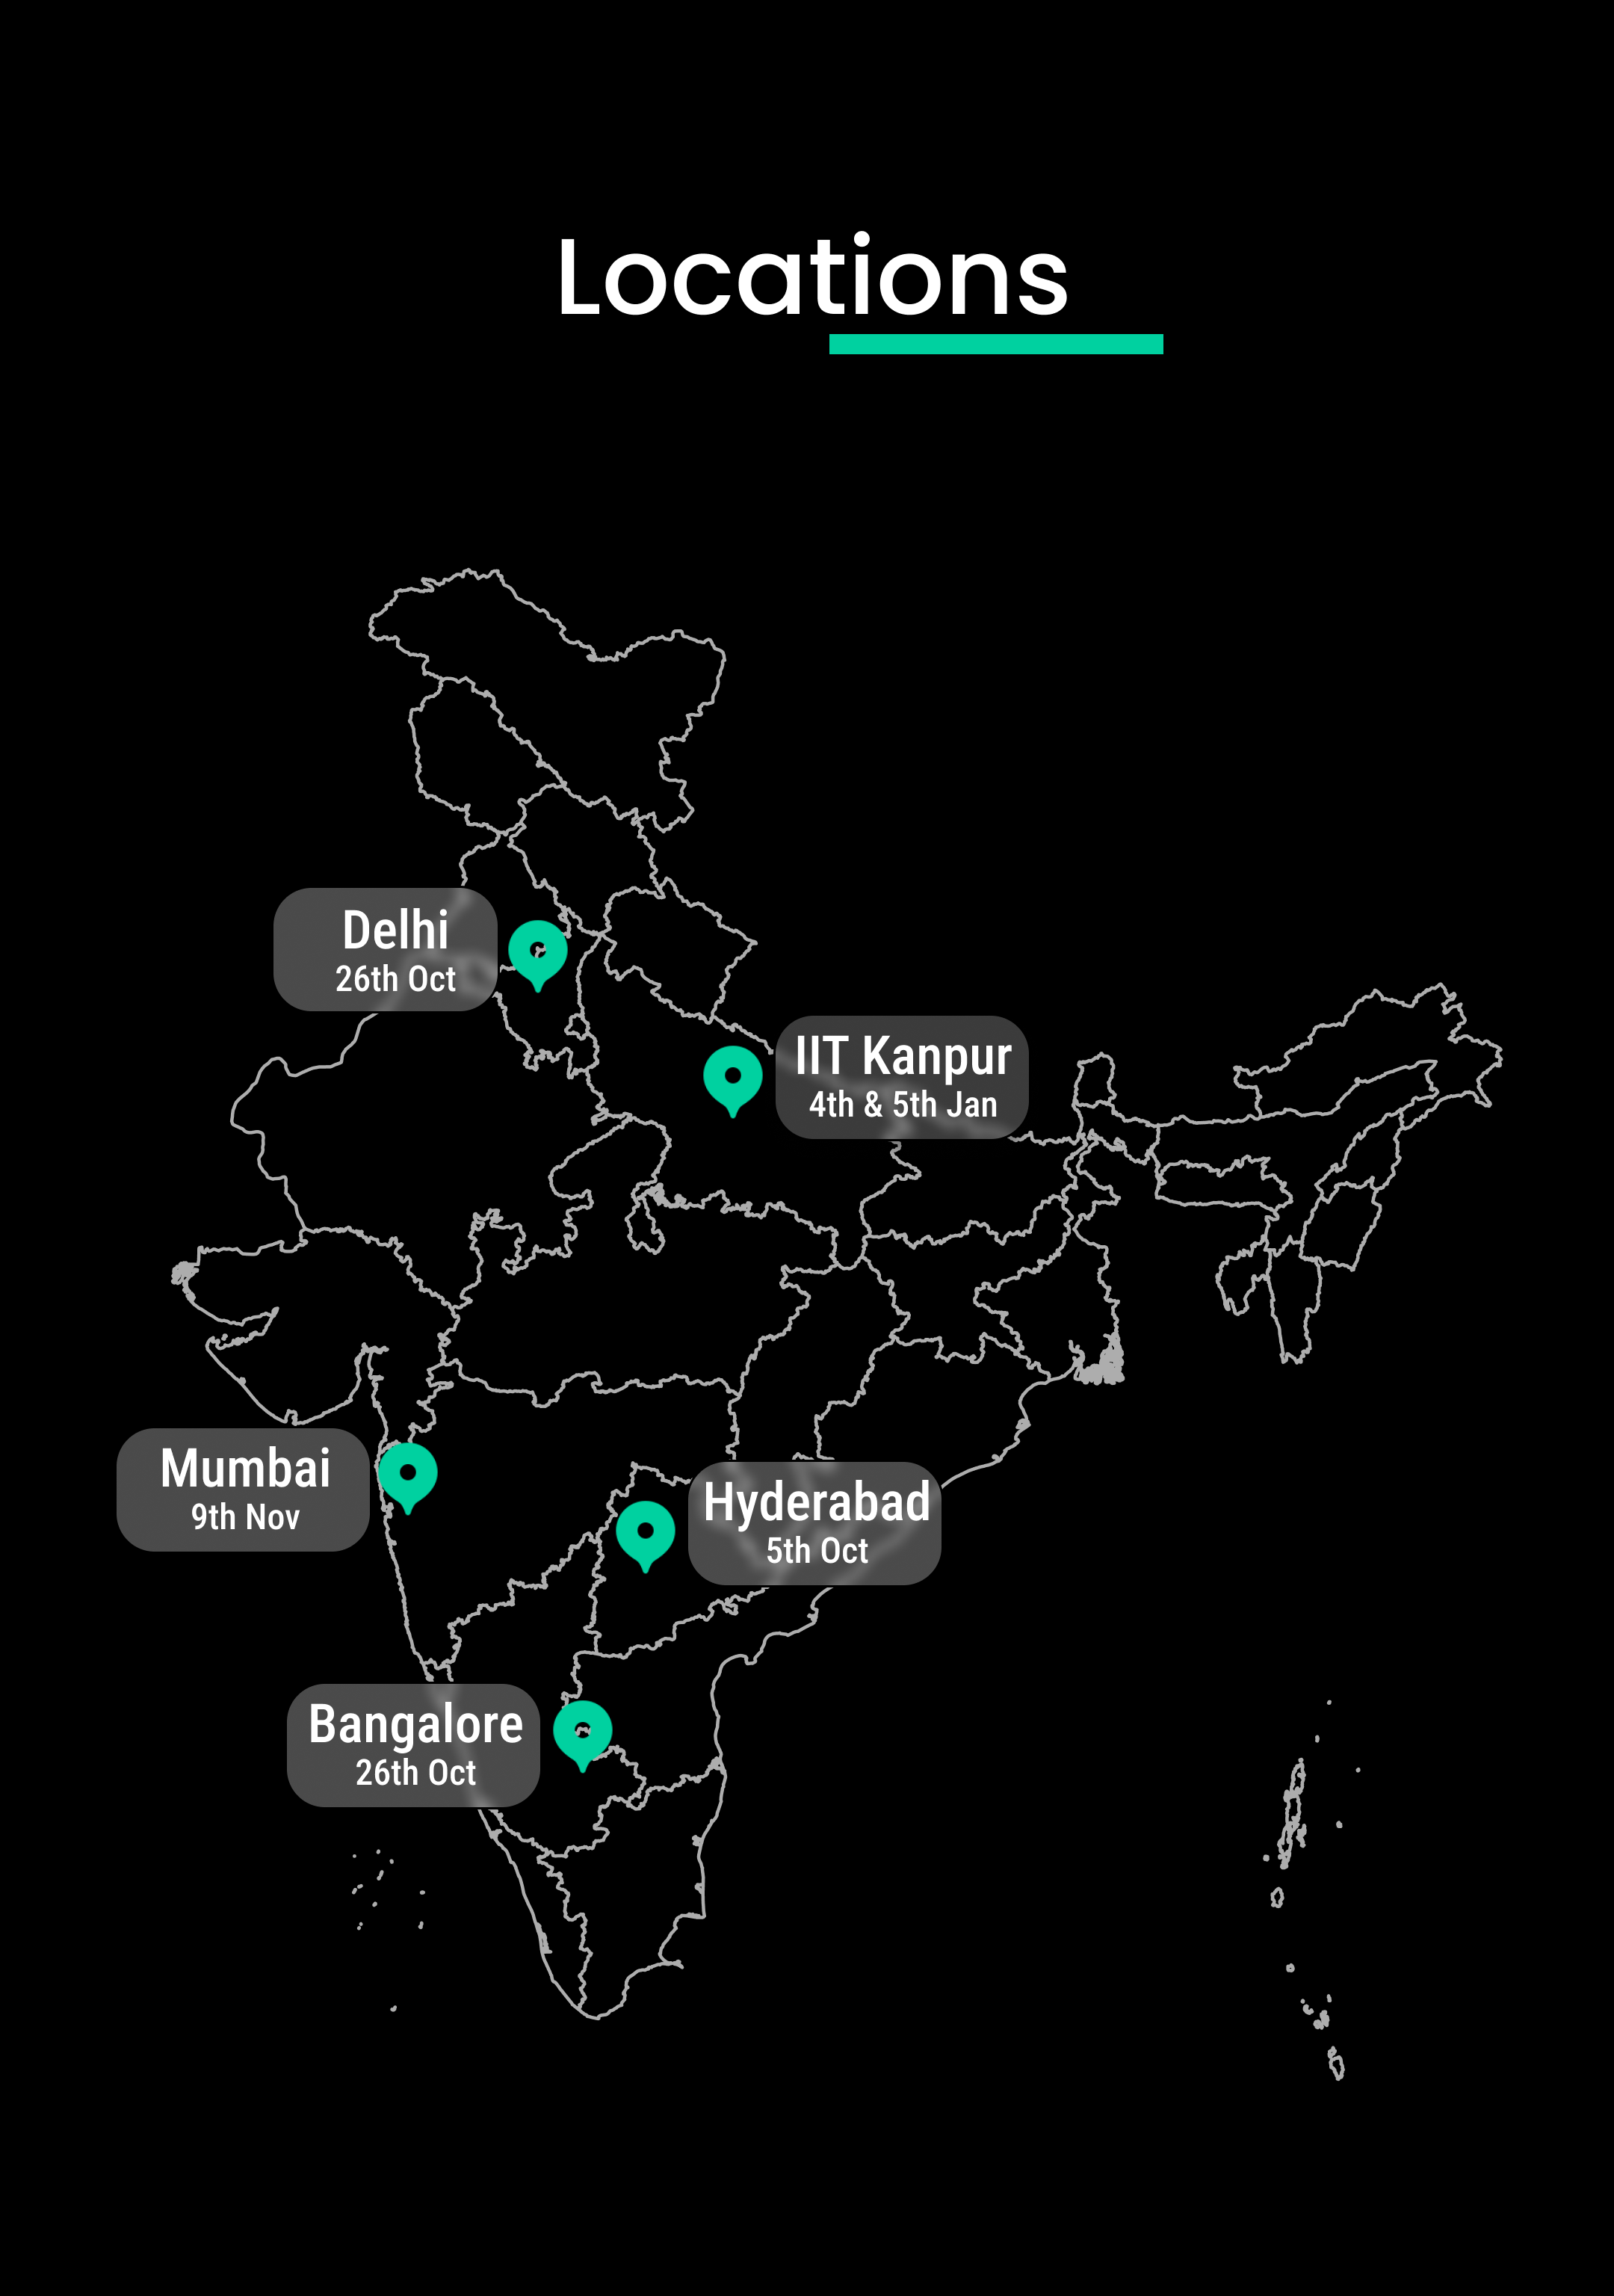 Locations
Delhi
26th Oct
IIT Kanpur
4th & 5th Jan
Mumbai
9th Nov
Hyderabad
5th Oct
Bangalore
26th Oct